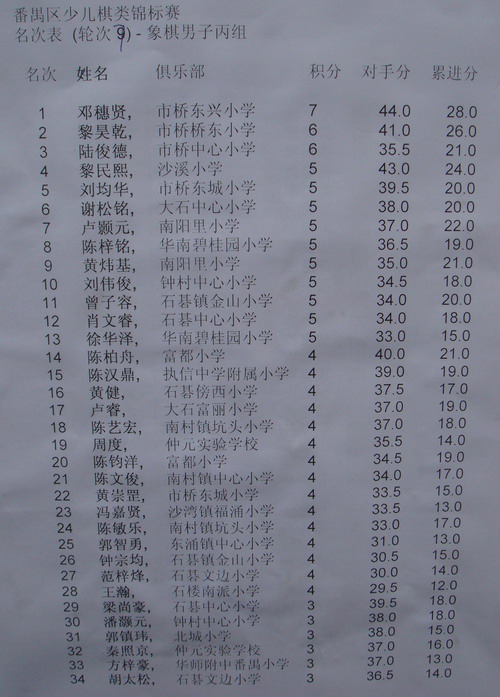 番禺区少儿棋类锦标赛
名次表 (轮次 9) - 象棋男子丙组
名次 姓名 俱乐部 积分 对手分 累进分
1 邓穗贤, 市桥东兴小学 7 44.0 28.0
2 黎昊乾, 市桥桥东小学 6 41.0 26.0
3 陆俊德, 市桥中心小学 6 35.5 21.0
4 黎民熙, 沙溪小学 5 43.0 24.0
5 刘均华, 市桥东城小学 5 39.5 20.0
6 谢松铭, 大石中心小学 5 38.0 20.0
7 卢颢元, 南阳里小学 5 37.0 22.0
8 陈梓铭, 华南碧桂园小学 5 36.5 19.0
9 黄炜基, 南阳里小学 5 35.0 21.0
10 刘伟俊, 钟村中心小学 5 34.5 18.0
11 曾子容, 石碁镇金山小学 5 34.0 20.0
12 肖文睿, 石碁中心小学 5 34.0 18.0
13 徐华泽, 华南碧桂园小学 5 33.0 15.0
14 陈柏舟, 富都小学 4 40.0 21.0
15 陈汉鼎, 执信中学附属小学 4 39.0 19.0
16 黄健, 石碁傍西小学 4 37.5 17.0
17 卢睿, 大石富丽小学 4 37.0 19.0
18 陈艺宏, 南村镇坑头小学 4 37.0 18.0
19 周度, 仲元实验学校 4 35.5 14.0
20 陈钧洋, 富都小学 4 34.5 19.0
21 陈文俊, 南村镇中心小学 4 34.0 17.0
22 黄崇罡, 市桥东城小学 4 33.5 15.0
23 冯嘉贤, 沙湾镇福涌小学 4 33.5 13.0
24 陈敏乐, 南村镇坑头小学 4 33.0 17.0
25 郭智勇, 东涌镇中心小学 4 31.0 13.0
26 钟宗均, 石碁镇金山小学 4 30.5 15.0
27 范梓烽, 石碁文边小学 4 30.0 14.0
28 王瀚, 石楼南派小学 4 29.5 12.0
29 梁尚豪, 石碁中心小学 3 39.5 18.0
30 潘灏元, 钟村中心小学 3 38.0 18.0
31 郭镇玮, 北城小学 3 38.0 15.0
32 秦照京, 仲元实验学校 3 37.0 16.0
33 方梓豪, 华师附中番禺小学 3 37.0 13.0
34 胡太松, 石碁文边小学 3 36.5 14.0